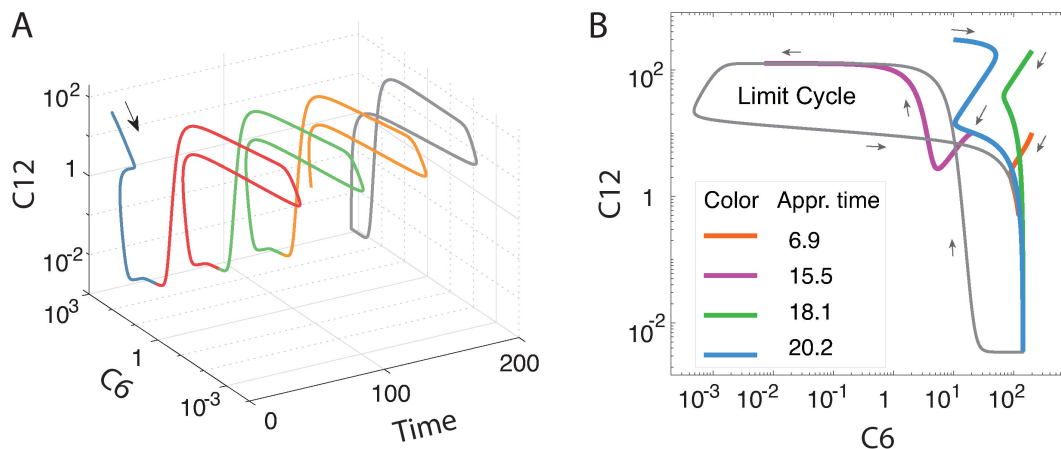 A
10^2
1
10^-2
C12
10^3
1
10^-3
C6
0
100
200
Time
B
10^2
1
10^-2
C12
Limit Cycle
Color Appr. time
6.9
15.5
18.1
20.2
10^-3 10^-2 10^-1 1 10^1 10^2
C6